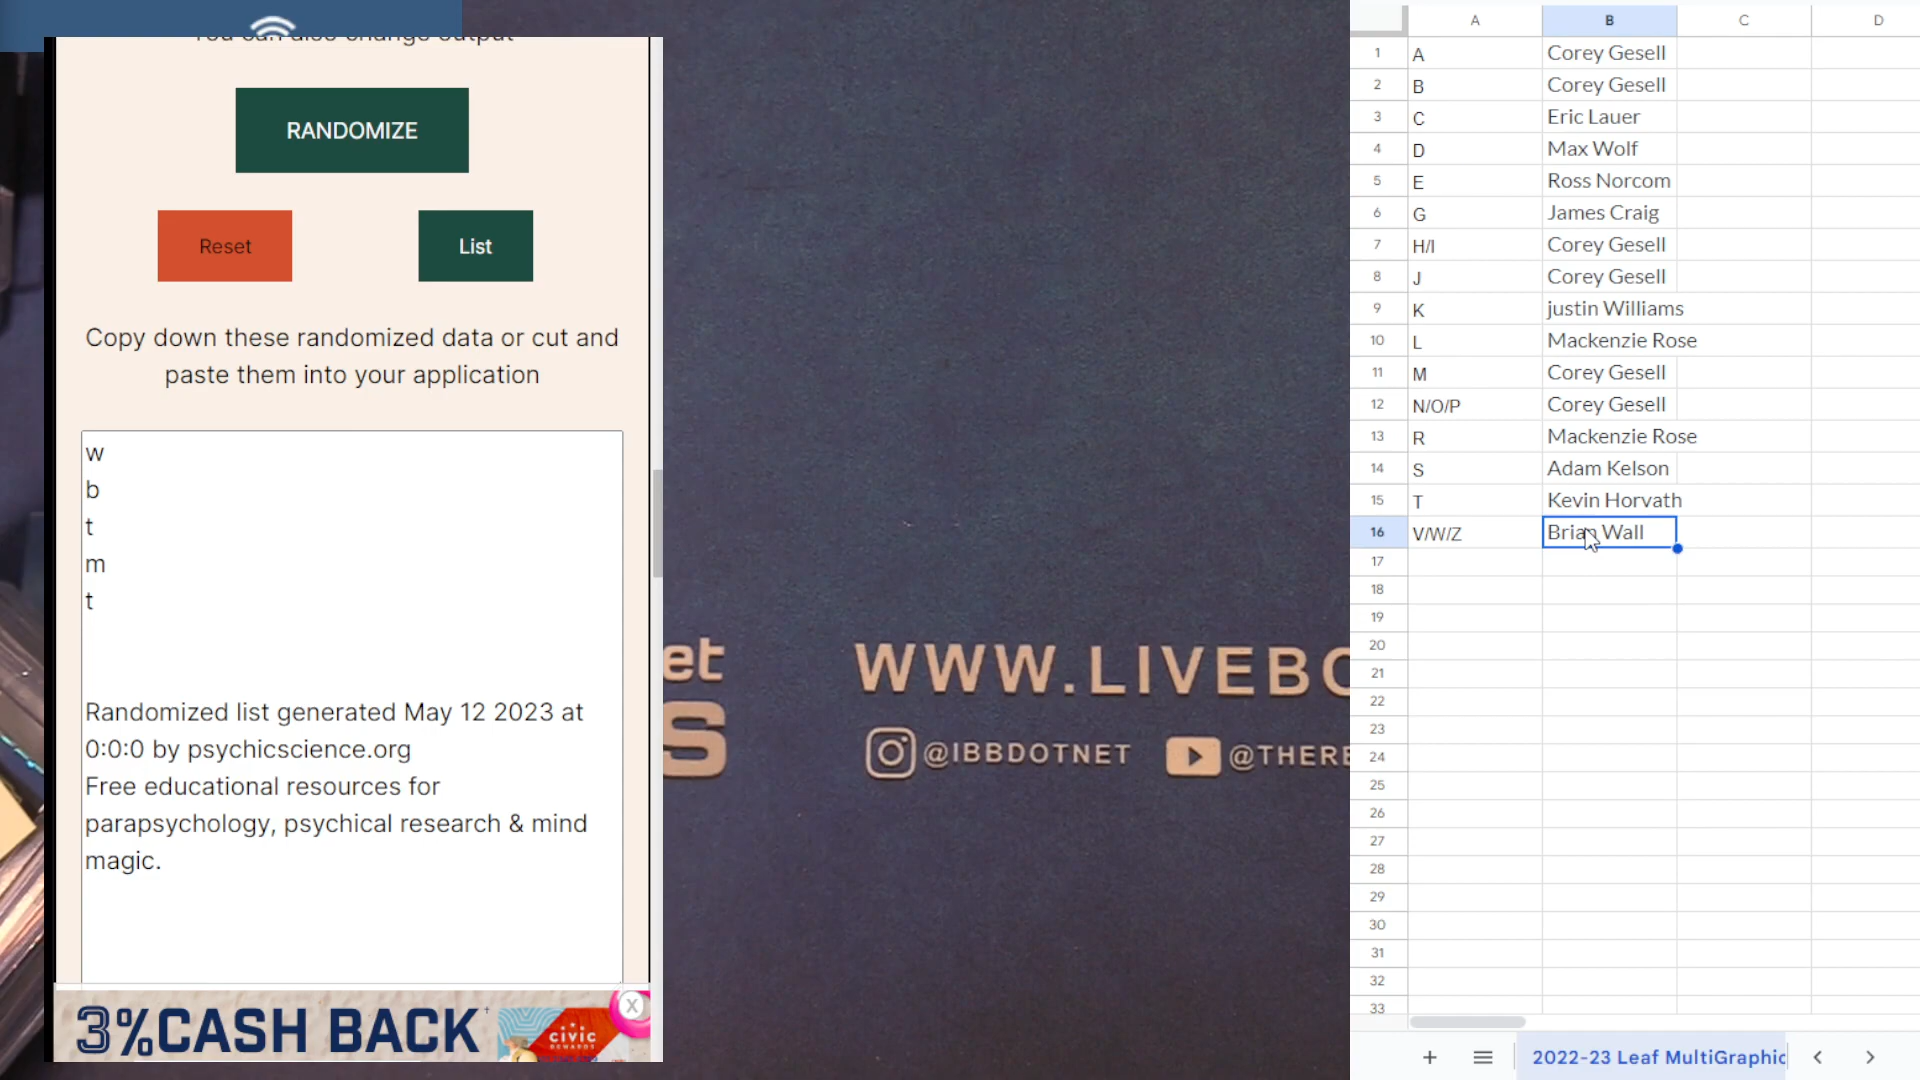 You can also change output
RANDOMIZE
Reset
List
Copy down these randomized data or cut and
paste them into your application
w
b
t
m
t
Randomized list generated May 12 2023 at
0:0:0 by psychicscience.org
Free educational resources for
parapsychology, psychical research & mind
magic.
3%CASH BACK†
civic
X
et
S
WWW.LIVEBO
@IBBDOTNET
@THERE
A B C D
1 A Corey Gesell
2 B Corey Gesell
3 C Eric Lauer
4 D Max Wolf
5 E Ross Norcom
6 G James Craig
7 H/I Corey Gesell
8 J Corey Gesell
9 K justin Williams
10 L Mackenzie Rose
11 M Corey Gesell
12 N/O/P Corey Gesell
13 R Mackenzie Rose
14 S Adam Kelson
15 T Kevin Horvath
16 V/W/Z Brian Wall
17
18
19
20
21
22
23
24
25
26
27
28
29
30
31
32
33
2022-23 Leaf MultiGraphic